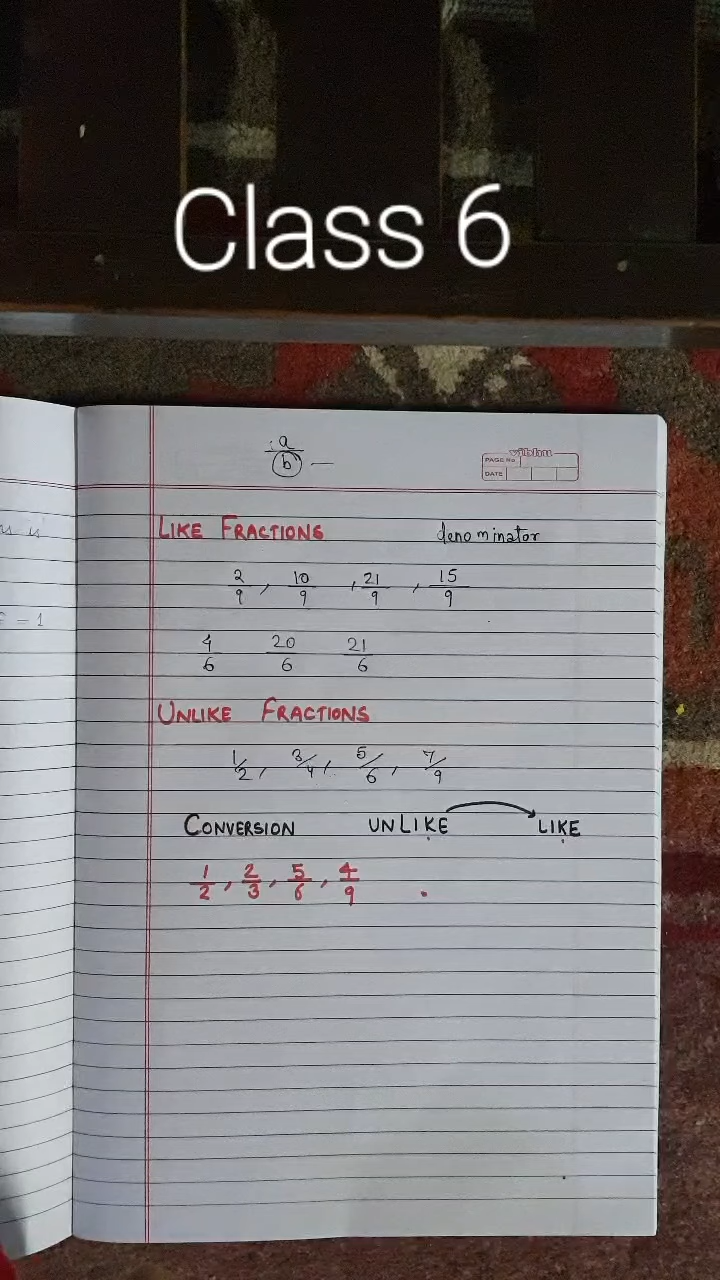 Class 6
a
b —
vibhu
PAGE No
DATE
LIKE FRACTIONS denominator
2/9 , 10/9 , 21/9 , 15/9
4/6 20/6 21/6
UNLIKE FRACTIONS
1/2 , 3/4 , 5/6 , 7/9
CONVERSION UNLIKE LIKE
1/2 , 2/3 , 5/6 , 4/9 .